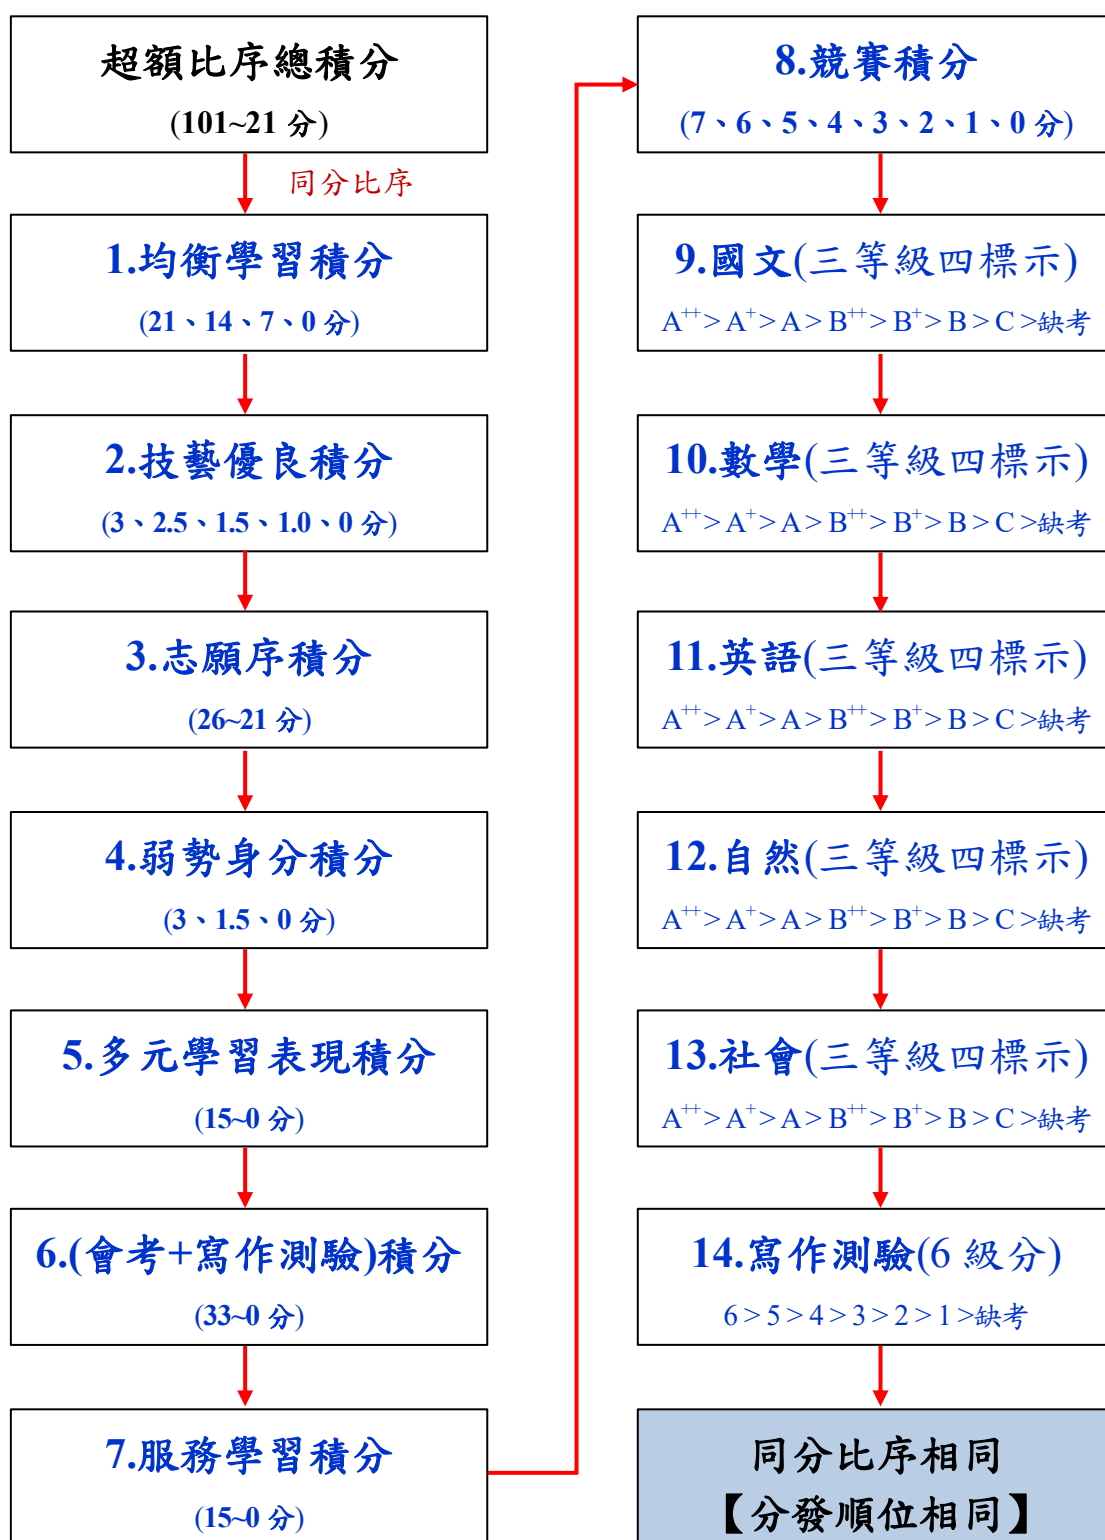 超額比序總積分
(101~21 分)
同分比序
1.均衡學習積分
(21、14、7、0 分)
2.技藝優良積分
(3、2.5、1.5、1.0、0 分)
3.志願序積分
(26~21 分)
4.弱勢身分積分
(3、1.5、0 分)
5.多元學習表現積分
(15~0 分)
6.(會考+寫作測驗)積分
(33~0 分)
7.服務學習積分
(15~0 分)
8.競賽積分
(7、6、5、4、3、2、1、0 分)
9.國文(三等級四標示)
A⁺⁺>A⁺>A>B⁺⁺>B⁺>B>C>缺考
10.數學(三等級四標示)
A⁺⁺>A⁺>A>B⁺⁺>B⁺>B>C>缺考
11.英語(三等級四標示)
A⁺⁺>A⁺>A>B⁺⁺>B⁺>B>C>缺考
12.自然(三等級四標示)
A⁺⁺>A⁺>A>B⁺⁺>B⁺>B>C>缺考
13.社會(三等級四標示)
A⁺⁺>A⁺>A>B⁺⁺>B⁺>B>C>缺考
14.寫作測驗(6 級分)
6>5>4>3>2>1>缺考
同分比序相同
【分發順位相同】